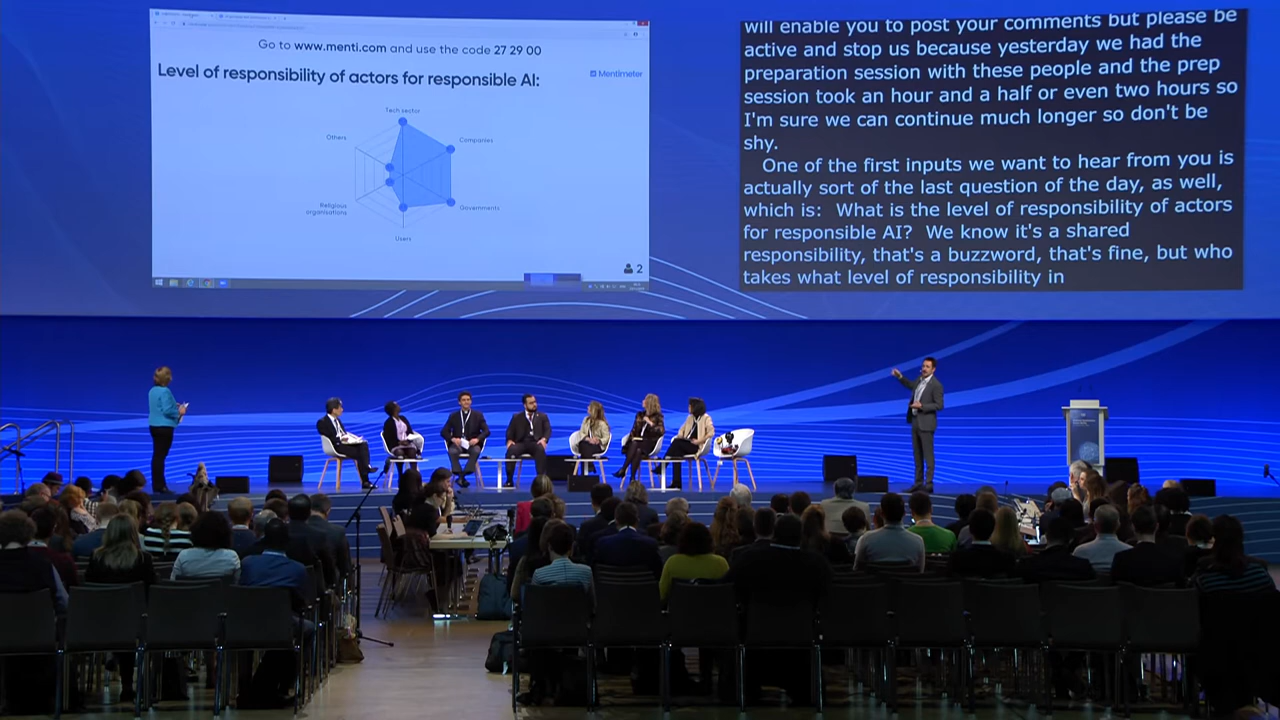 Go to www.menti.com and use the code 27 29 00
Level of responsibility of actors for responsible AI:
Mentimeter
Tech sector
Others
Companies
Religious
organisations
Governments
Users
2
will enable you to post your comments but please be
active and stop us because yesterday we had the
preparation session with these people and the prep
session took an hour and a half or even two hours so
I'm sure we can continue much longer so don't be
shy.
One of the first inputs we want to hear from you is
actually sort of the last question of the day, as well,
which is: What is the level of responsibility of actors
for responsible AI? We know it's a shared
responsibility, that's a buzzword, that's fine, but who
takes what level of responsibility in